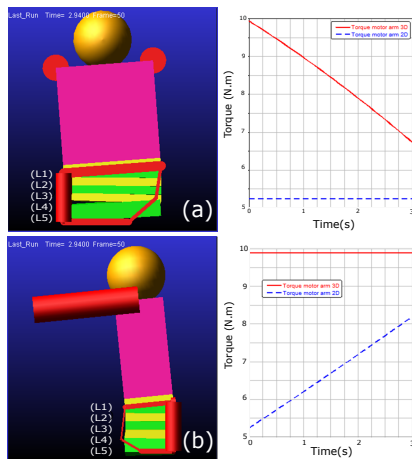 Last_Run Time= 2.9400 Frame=50
(L1)
(L2)
(L3)
(L4)
(L5)
(a)
Torque (N.m)
10
9
8
7
6
5
Torque motor arm 3D
Torque motor arm 2D
0
1
2
3
Time(s)
Last_Run Time= 2.9400 Frame=50
(L1)
(L2)
(L3)
(L4)
(L5)
(b)
Torque (N.m)
10
9
8
7
6
5
Torque motor arm 3D
Torque motor arm 2D
0
1
2
3
Time(s)